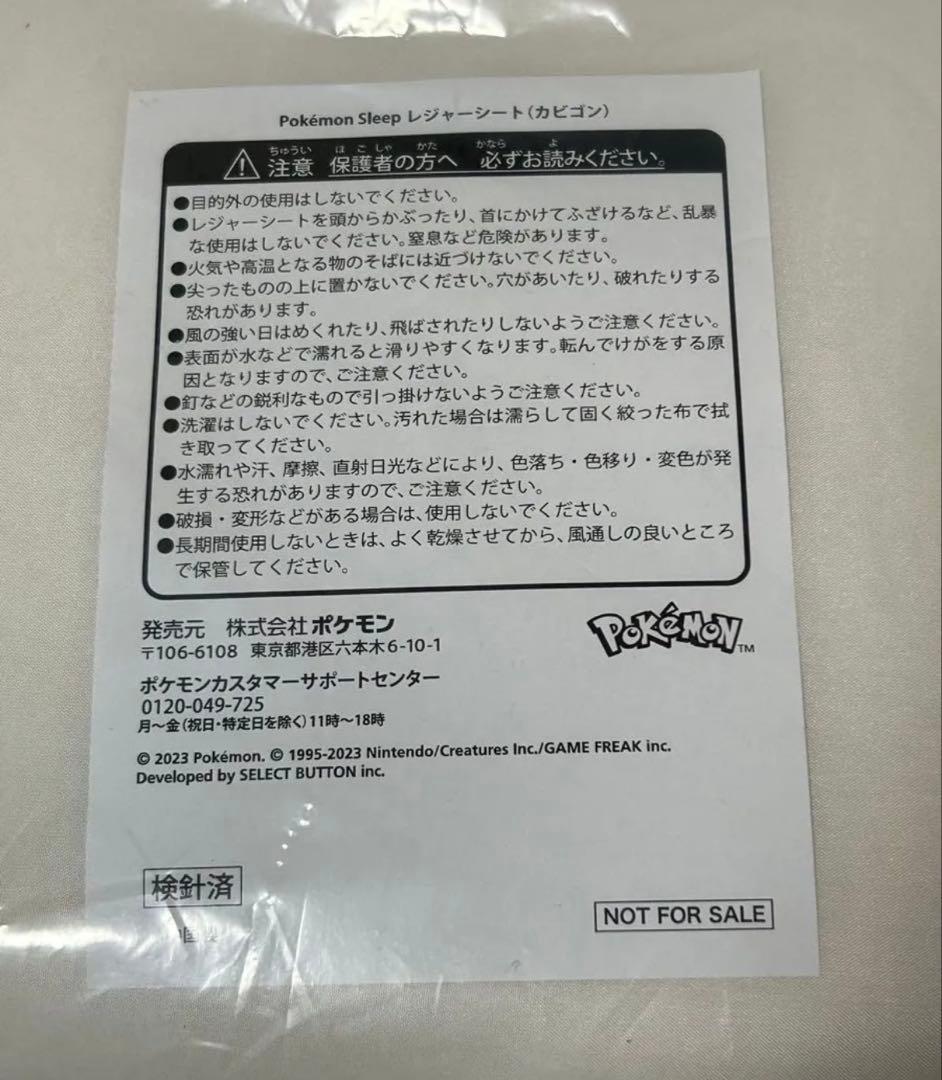 Pokémon Sleep レジャーシート(カビゴン)
ちゅうい ほごしゃ かた かなら よ
注意 保護者の方へ 必ずお読みください。
●目的外の使用はしないでください。
●レジャーシートを頭からかぶったり、首にかけてふざけるなど、乱暴
な使用はしないでください。窒息など危険があります。
●火気や高温となる物のそばには近づけないでください。
●尖ったものの上に置かないでください。穴があいたり、破れたりする
恐れがあります。
●風の強い日はめくれたり、飛ばされたりしないようご注意ください。
●表面が水などで濡れると滑りやすくなります。転んでけがをする原
因となりますので、ご注意ください。
●釘などの鋭利なもので引っ掛けないようご注意ください。
●洗濯はしないでください。汚れた場合は濡らして固く絞った布で拭
き取ってください。
●水濡れや汗、摩擦、直射日光などにより、色落ち・色移り・変色が発
生する恐れがありますので、ご注意ください。
●破損・変形などがある場合は、使用しないでください。
●長期間使用しないときは、よく乾燥させてから、風通しの良いところ
で保管してください。
発売元 株式会社ポケモン
〒106-6108 東京都港区六本木6-10-1
POKéMON TM
ポケモンカスタマーサポートセンター
0120-049-725
月～金(祝日・特定日を除く)11時～18時
© 2023 Pokémon. © 1995-2023 Nintendo/Creatures Inc./GAME FREAK inc.
Developed by SELECT BUTTON inc.
検針済
NOT FOR SALE